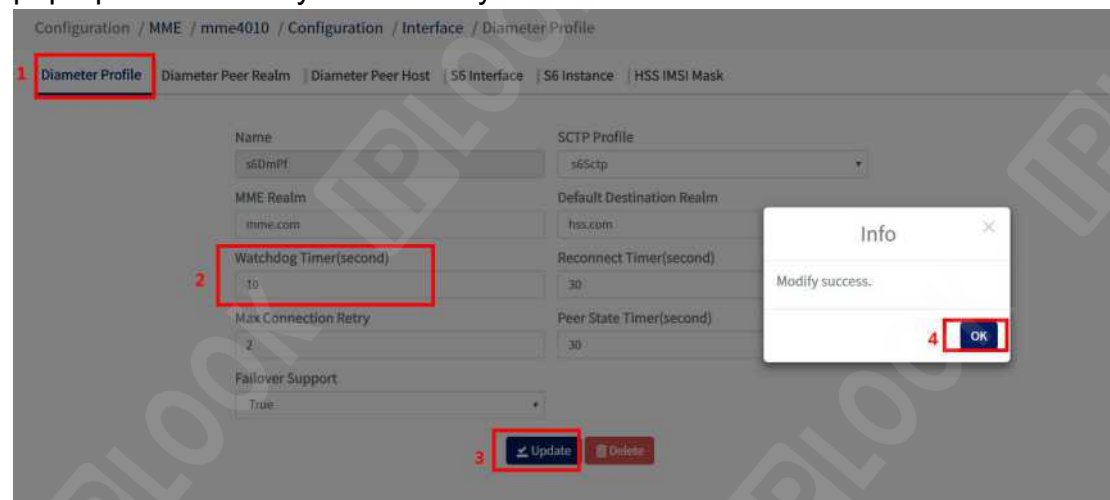 Configuration / MME / mme4010 / Configuration / Interface / Diameter Profile
1 Diameter Profile Diameter Peer Realm Diameter Peer Host S6 Interface S6 Instance HSS IMSI Mask
Name SCTP Profile
s6DmPf s6Sctp
MME Realm Default Destination Realm
mme.com hss.com
Info ×
Watchdog Timer(second) Reconnect Timer(second)
2 10 30
Modify success.
Max Connection Retry Peer State Timer(second)
2 30
4 OK
Failover Support
True
3 Update Delete
IPLOOK
IPLOOK
IPLOOK